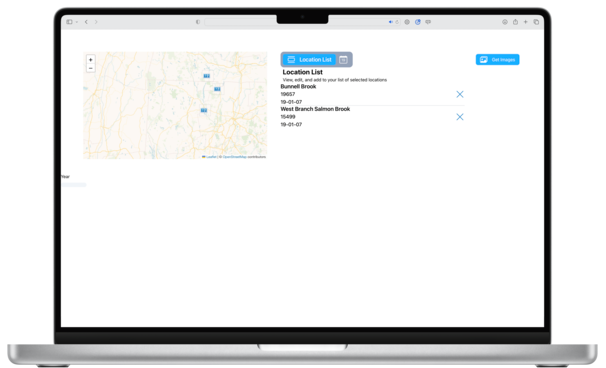 +
−
Leaflet | © OpenStreetMap contributors
Year
Location List
Get Images
Location List
View, edit, and add to your list of selected locations
Bunnell Brook
19657
19-01-07
West Branch Salmon Brook
15499
19-01-07